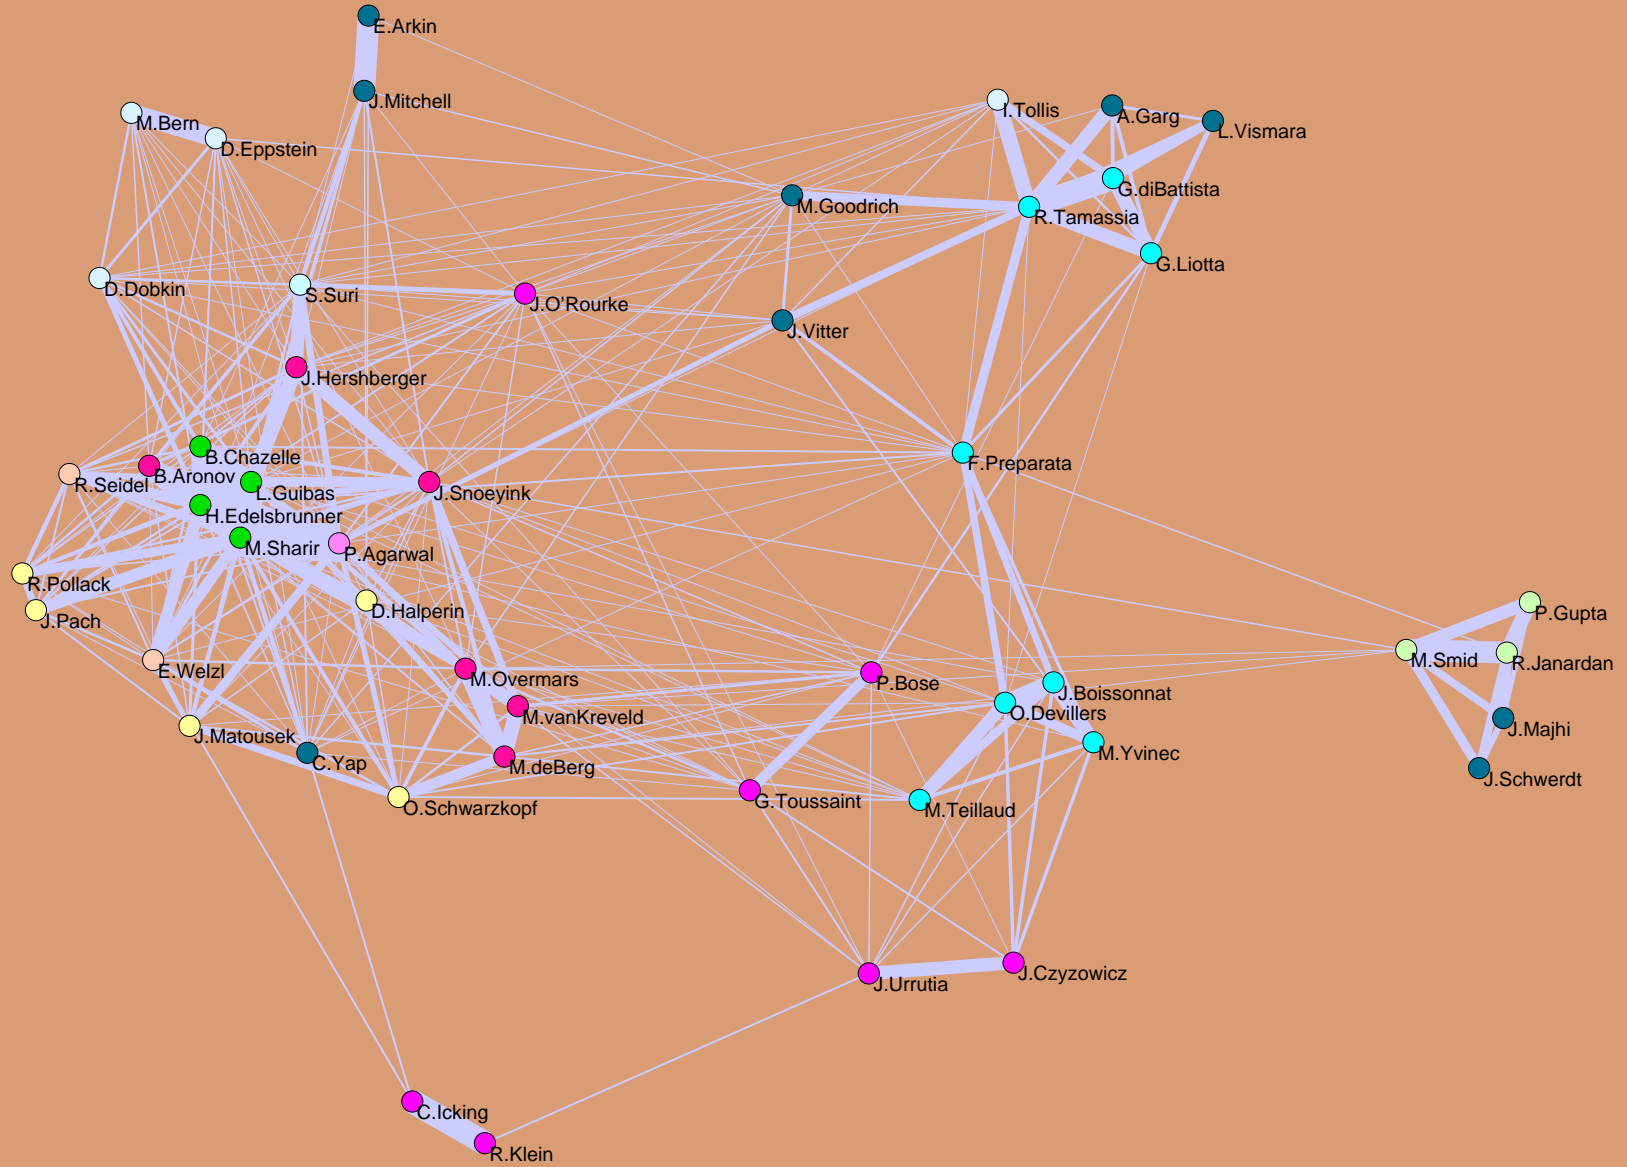 E.Arkin
J.Mitchell
I.Tollis
A.Garg
L.Vismara
M.Bern
D.Eppstein
G.diBattista
M.Goodrich
R.Tamassia
G.Liotta
D.Dobkin
S.Suri
J.O'Rourke
J.Vitter
J.Hershberger
B.Chazelle
F.Preparata
B.Aronov
R.Seidel
L.Guibas
J.Snoeyink
H.Edelsbrunner
M.Sharir
P.Agarwal
R.Pollack
D.Halperin
P.Gupta
J.Pach
M.Smid
R.Janardan
E.Welzl
M.Overmars
P.Bose
J.Boissonnat
O.Devillers
M.vanKreveld
J.Majhi
J.Matousek
M.Yvinec
C.Yap
M.deBerg
J.Schwerdt
G.Toussaint
O.Schwarzkopf
M.Teillaud
J.Czyzowicz
J.Urrutia
C.Icking
R.Klein